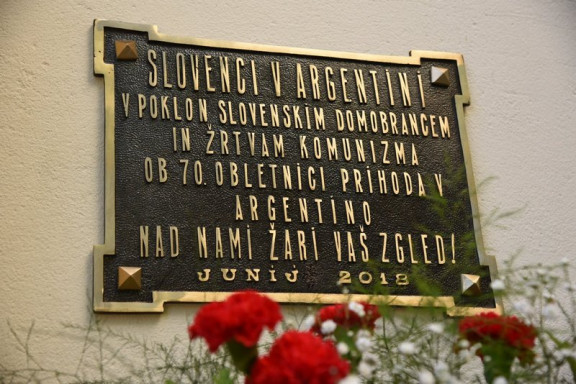 SLOVENCI V ARGENTINI
V POKLON SLOVENSKIM DOMOBRANCEM
IN ŽRTVAM KOMUNIZMA
OB 70. OBLETNICI PRIHODA V
ARGENTINO
NAD NAMI ŽARI VAŠ ZGLED!
JUNIJ 2018